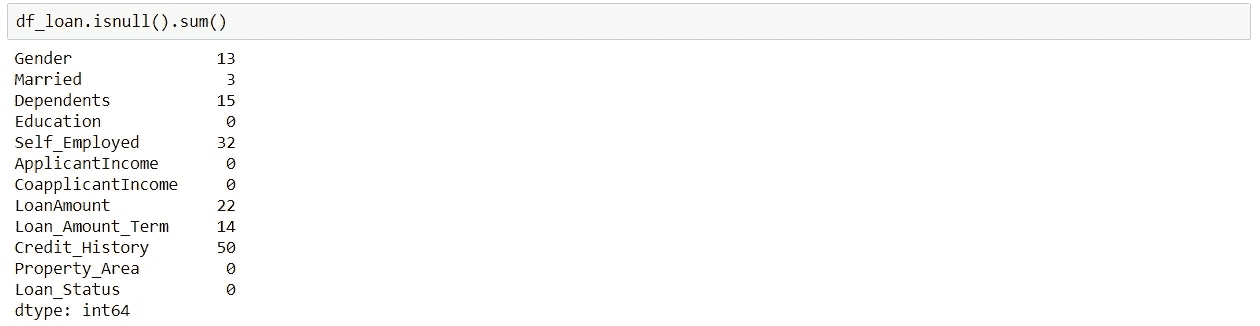 df_loan.isnull().sum()
Gender 13
Married 3
Dependents 15
Education 0
Self_Employed 32
ApplicantIncome 0
CoapplicantIncome 0
LoanAmount 22
Loan_Amount_Term 14
Credit_History 50
Property_Area 0
Loan_Status 0
dtype: int64